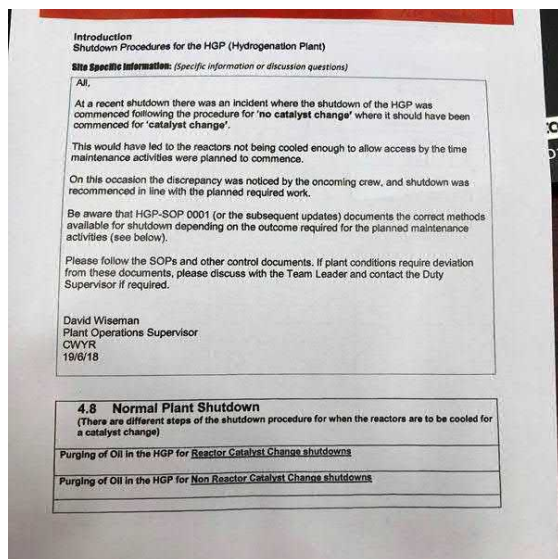 Introduction
Shutdown Procedures for the HGP (Hydrogenation Plant)
Site Specific Information: (Specific information or discussion questions)
All,
At a recent shutdown there was an incident where the shutdown of the HGP was
commenced following the procedure for 'no catalyst change' where it should have been
commenced for 'catalyst change'.
This would have led to the reactors not being cooled enough to allow access by the time
maintenance activities were planned to commence.
On this occasion the discrepancy was noticed by the oncoming crew, and shutdown was
recommenced in line with the planned required work.
Be aware that HGP-SOP 0001 (or the subsequent updates) documents the correct methods
available for shutdown depending on the outcome required for the planned maintenance
activities (see below).
Please follow the SOPs and other control documents. If plant conditions require deviation
from these documents, please discuss with the Team Leader and contact the Duty
Supervisor if required.
David Wiseman
Plant Operations Supervisor
CWYR
19/6/18
4.8 Normal Plant Shutdown
(There are different steps of the shutdown procedure for when the reactors are to be cooled for
a catalyst change)
Purging of Oil in the HGP for Reactor Catalyst Change shutdowns
Purging of Oil in the HGP for Non Reactor Catalyst Change shutdowns